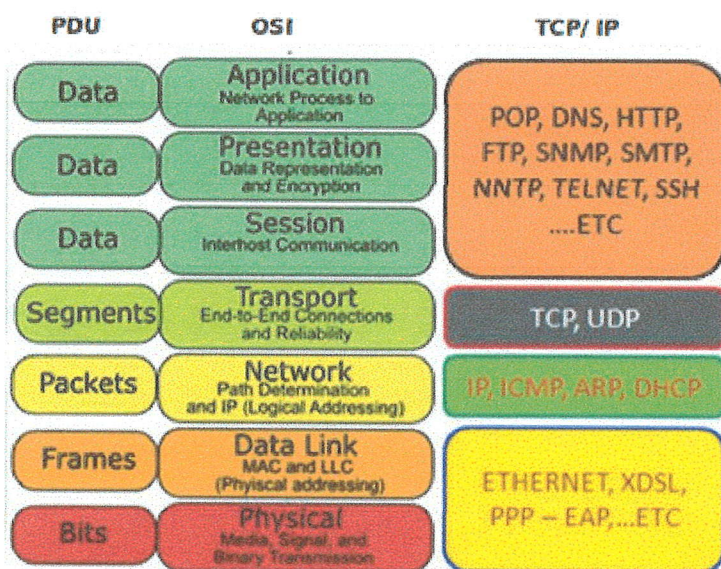 PDU OSI TCP/ IP
Data
Application
Network Process to
Application
Data
Presentation
Data Representation
and Encryption
Data
Session
Interhost Communication
POP, DNS, HTTP,
FTP, SNMP, SMTP,
NNTP, TELNET, SSH
....ETC
Segments
Transport
End-to-End Connections
and Reliability
TCP, UDP
Packets
Network
Path Determination
and IP (Logical Addressing)
IP, ICMP, ARP, DHCP
Frames
Data Link
MAC and LLC
(Phyiscal addressing)
Bits
Physical
Media, Signal, and
Binary Transmission
ETHERNET, XDSL,
PPP – EAP,...ETC